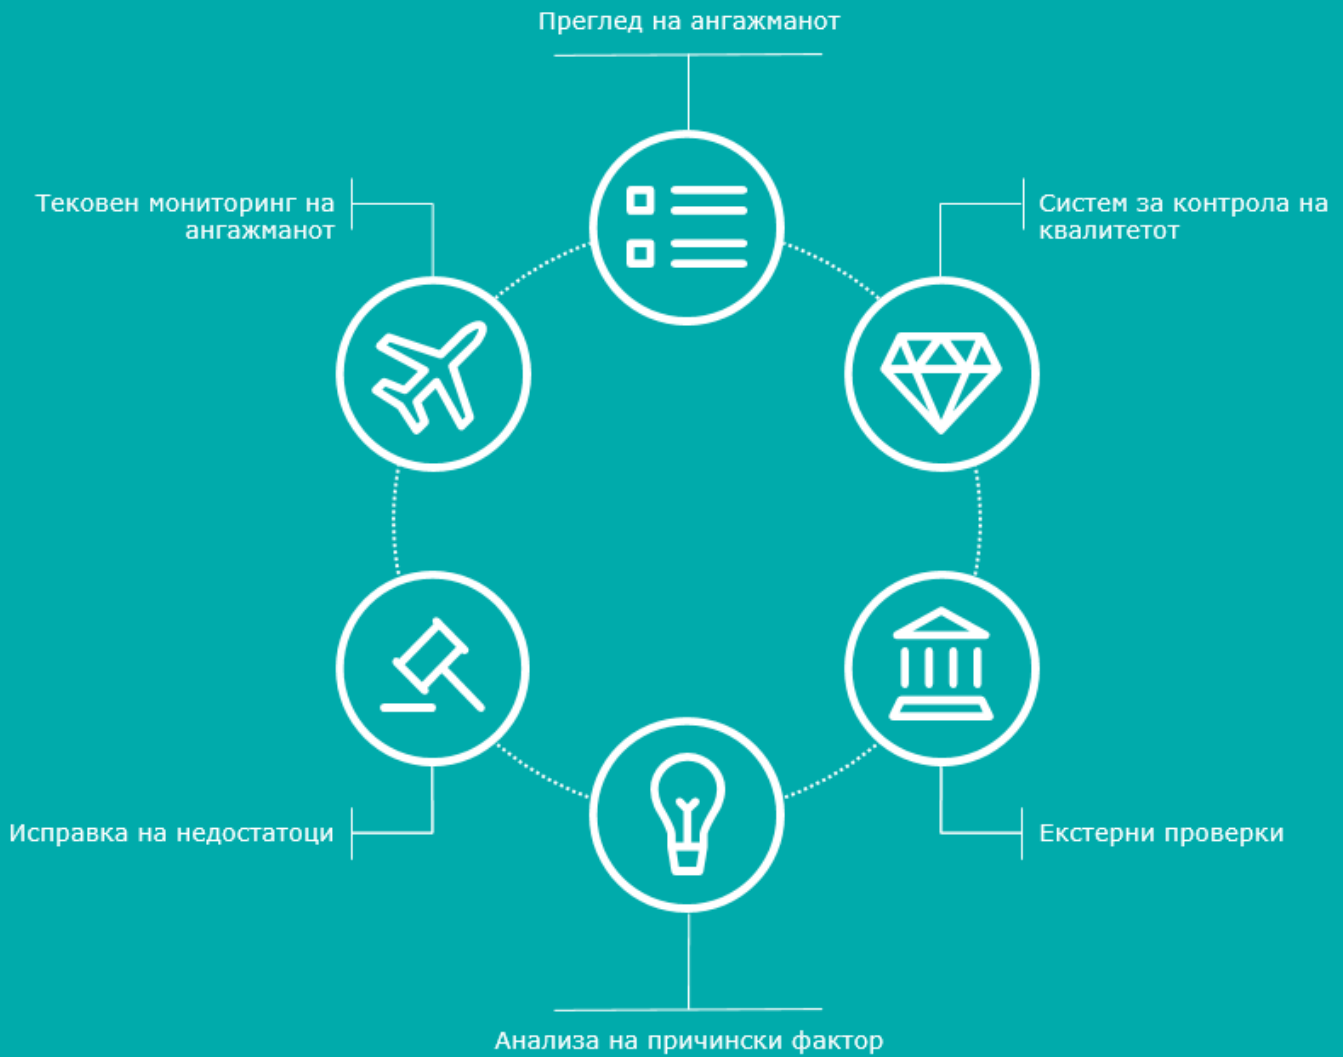 Преглед на ангажманот
Тековен мониторинг на
ангажманот
Систем за контрола на
квалитетот
Исправка на недостатоци
Екстерни проверки
Анализа на причински фактор